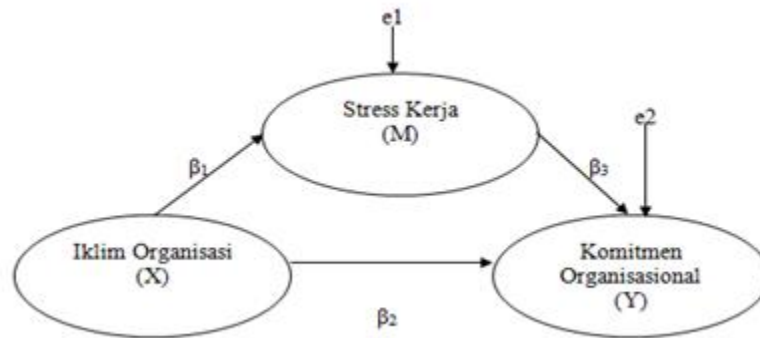 e1
Stress Kerja
(M)
e2
β1
β3
Iklim Organisasi
(X)
Komitmen
Organisasional
(Y)
β2